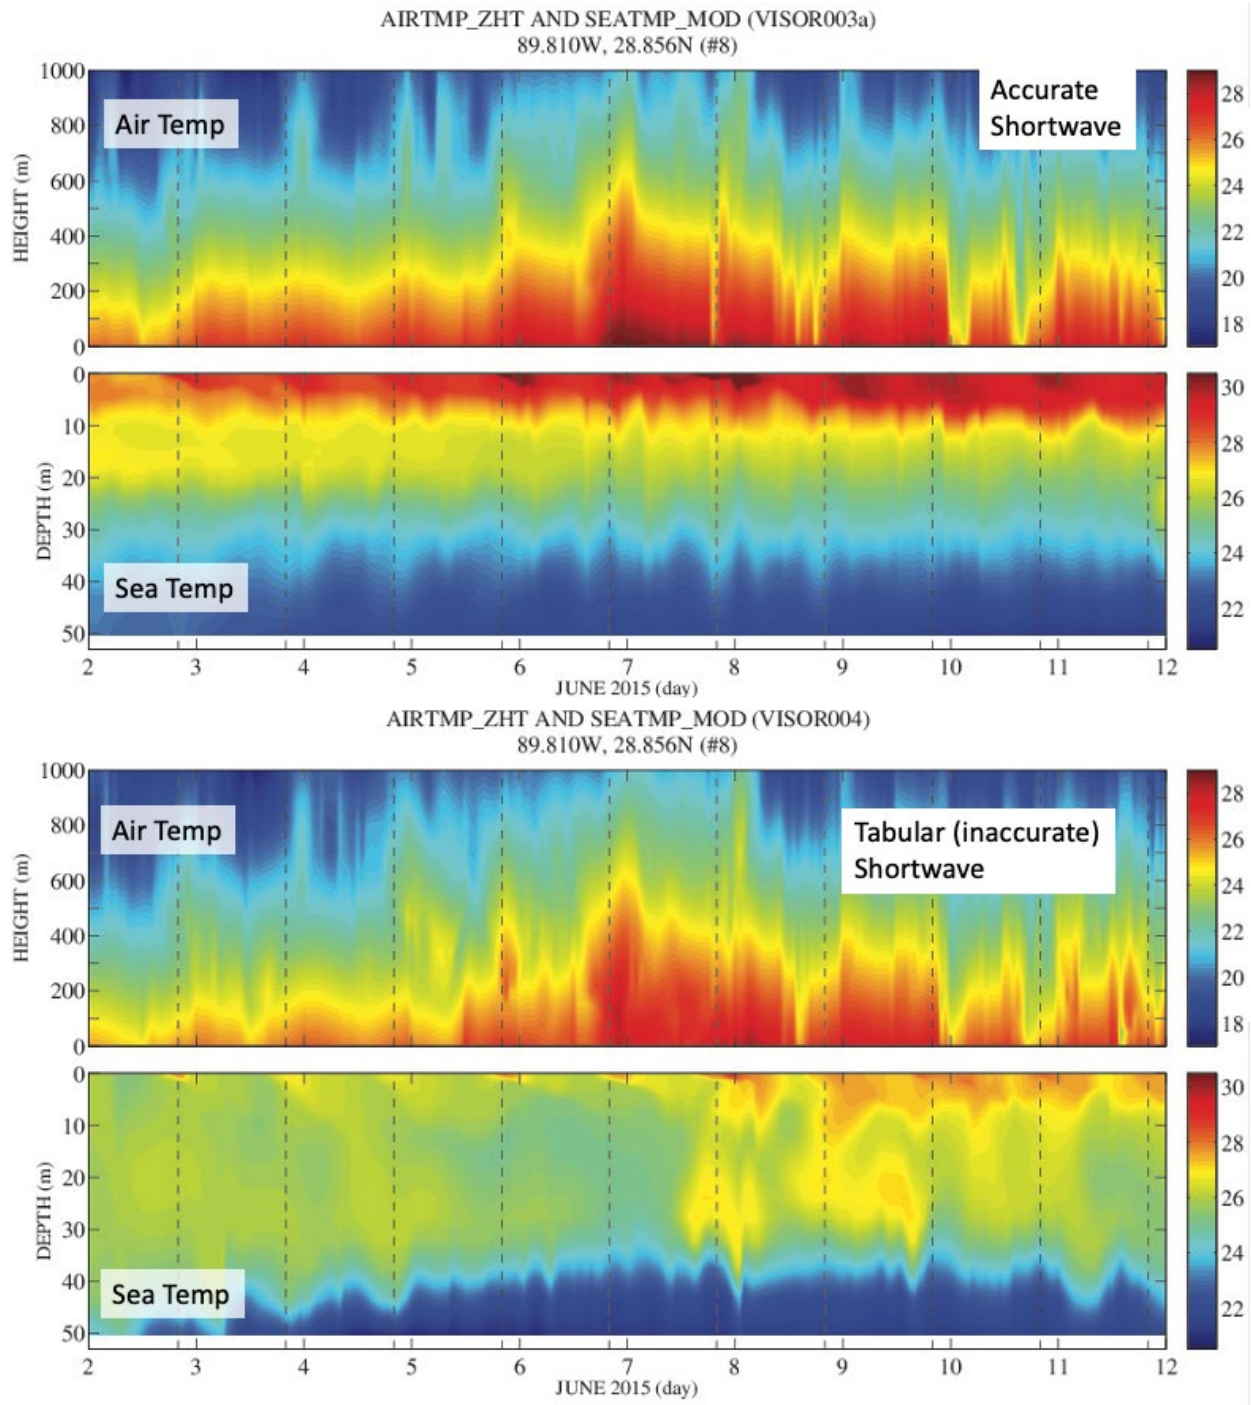 AIRTMP_ZHT AND SEATMP_MOD (VISOR003a)
89.810W, 28.856N (#8)
1000
800
600
400
200
0
HEIGHT (m)
Air Temp
Accurate
Shortwave
28
26
24
22
20
18
0
10
20
30
40
50
DEPTH (m)
Sea Temp
30
28
26
24
22
2 3 4 5 6 7 8 9 10 11 12
JUNE 2015 (day)
AIRTMP_ZHT AND SEATMP_MOD (VISOR004)
89.810W, 28.856N (#8)
1000
800
600
400
200
0
HEIGHT (m)
Air Temp
Tabular (inaccurate)
Shortwave
28
26
24
22
20
18
0
10
20
30
40
50
DEPTH (m)
Sea Temp
30
28
26
24
22
2 3 4 5 6 7 8 9 10 11 12
JUNE 2015 (day)